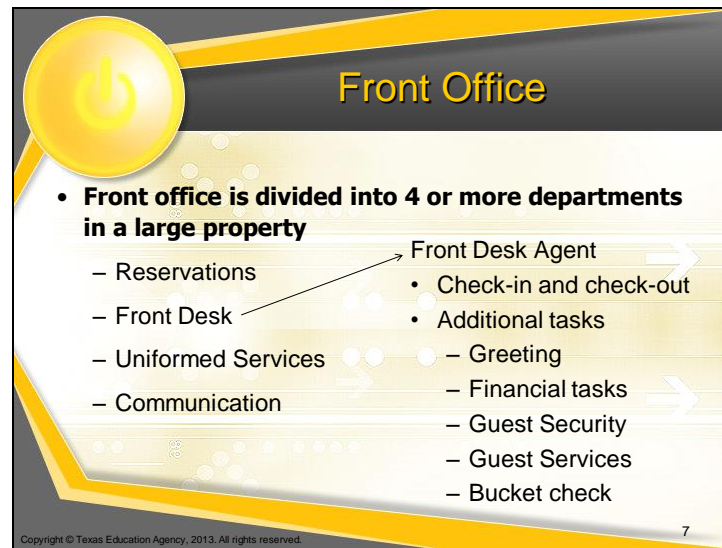 Front Office
• Front office is divided into 4 or more departments
in a large property
– Reservations
– Front Desk
– Uniformed Services
– Communication
Front Desk Agent
• Check-in and check-out
• Additional tasks
– Greeting
– Financial tasks
– Guest Security
– Guest Services
– Bucket check
Copyright © Texas Education Agency, 2013. All rights reserved.
7